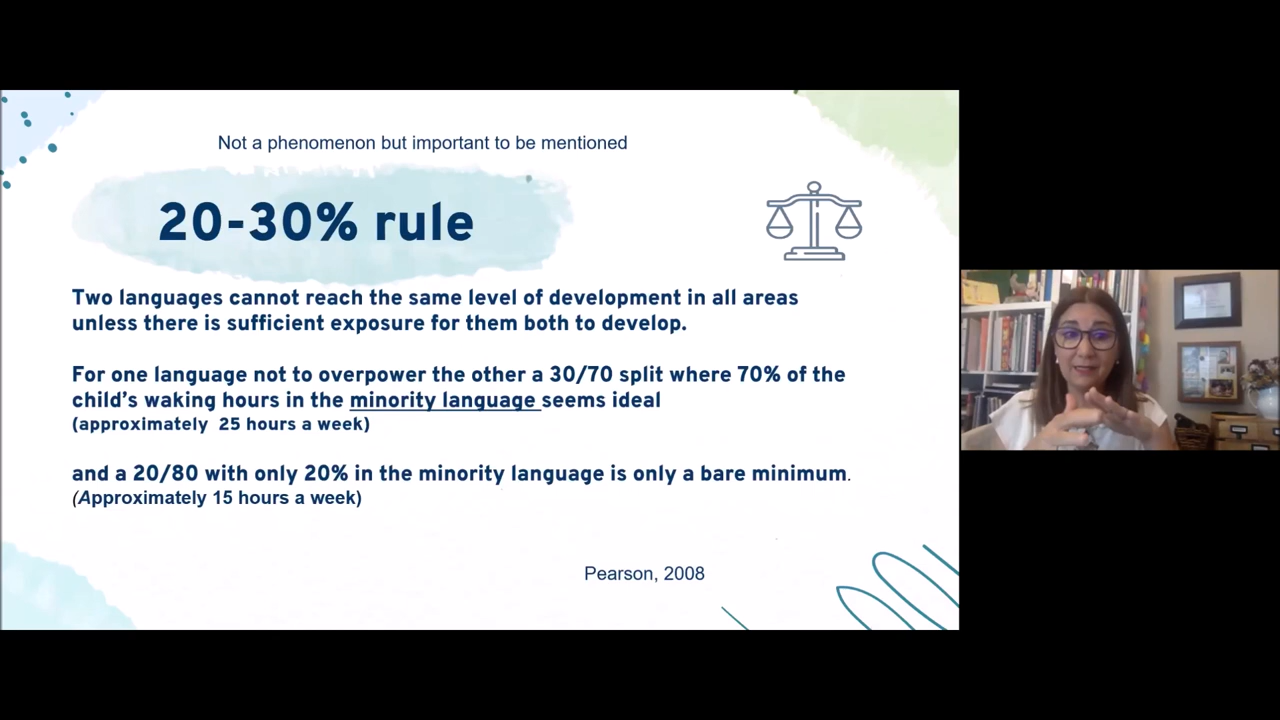 Not a phenomenon but important to be mentioned
20-30% rule
Two languages cannot reach the same level of development in all areas
unless there is sufficient exposure for them both to develop.
For one language not to overpower the other a 30/70 split where 70% of the
child's waking hours in the minority language seems ideal
(approximately 25 hours a week)
and a 20/80 with only 20% in the minority language is only a bare minimum.
(Approximately 15 hours a week)
Pearson, 2008